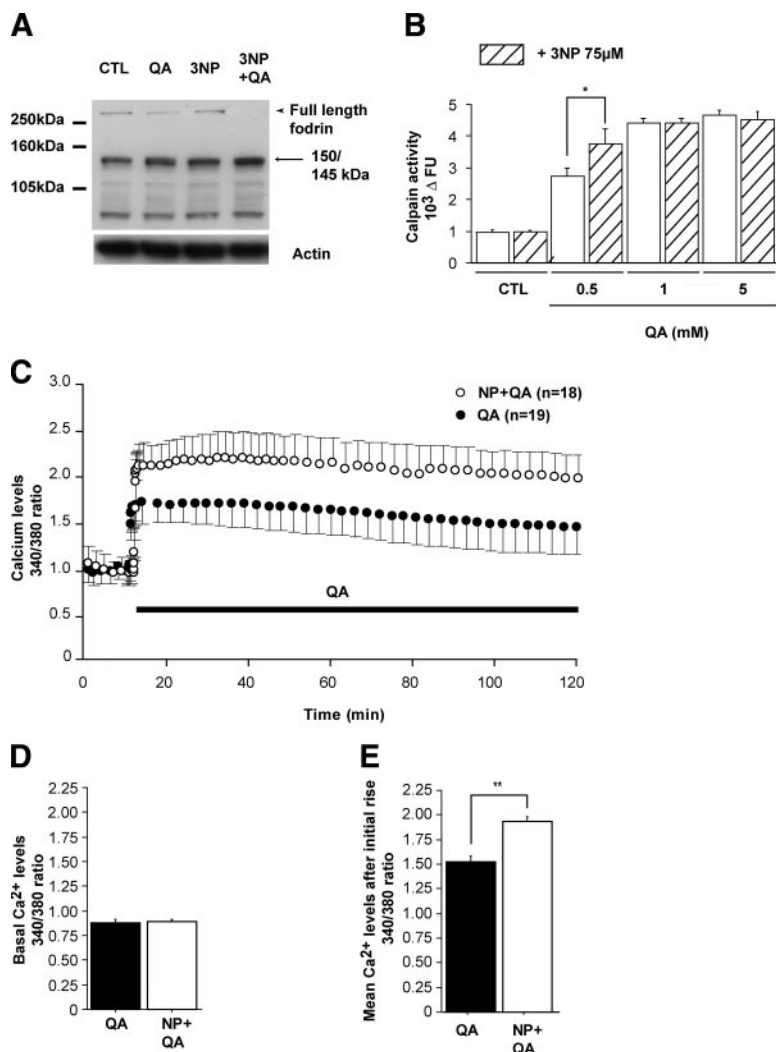 A
CTL QA 3NP 3NP
+QA
250kDa
Full length
fodrin
160kDa
150/
145 kDa
105kDa
Actin
B
+ 3NP 75µM
*
Calpain activity
10³ Δ FU
5
4
3
2
1
0
CTL 0.5 1 5
QA (mM)
C
NP+QA (n=18)
QA (n=19)
Calcium levels
340/380 ratio
3.0
2.5
2.0
1.5
1.0
0.5
0
QA
0 20 40 60 80 100 120
Time (min)
D
Basal Ca²⁺ levels
340/380 ratio
2.25
2.00
1.75
1.50
1.25
1.00
0.75
0.50
0.25
0
QA NP+
QA
E
**
Mean Ca²⁺ levels after initial rise
340/380 ratio
2.25
2.00
1.75
1.50
1.25
1.00
0.75
0.50
0.25
0
QA NP+
QA